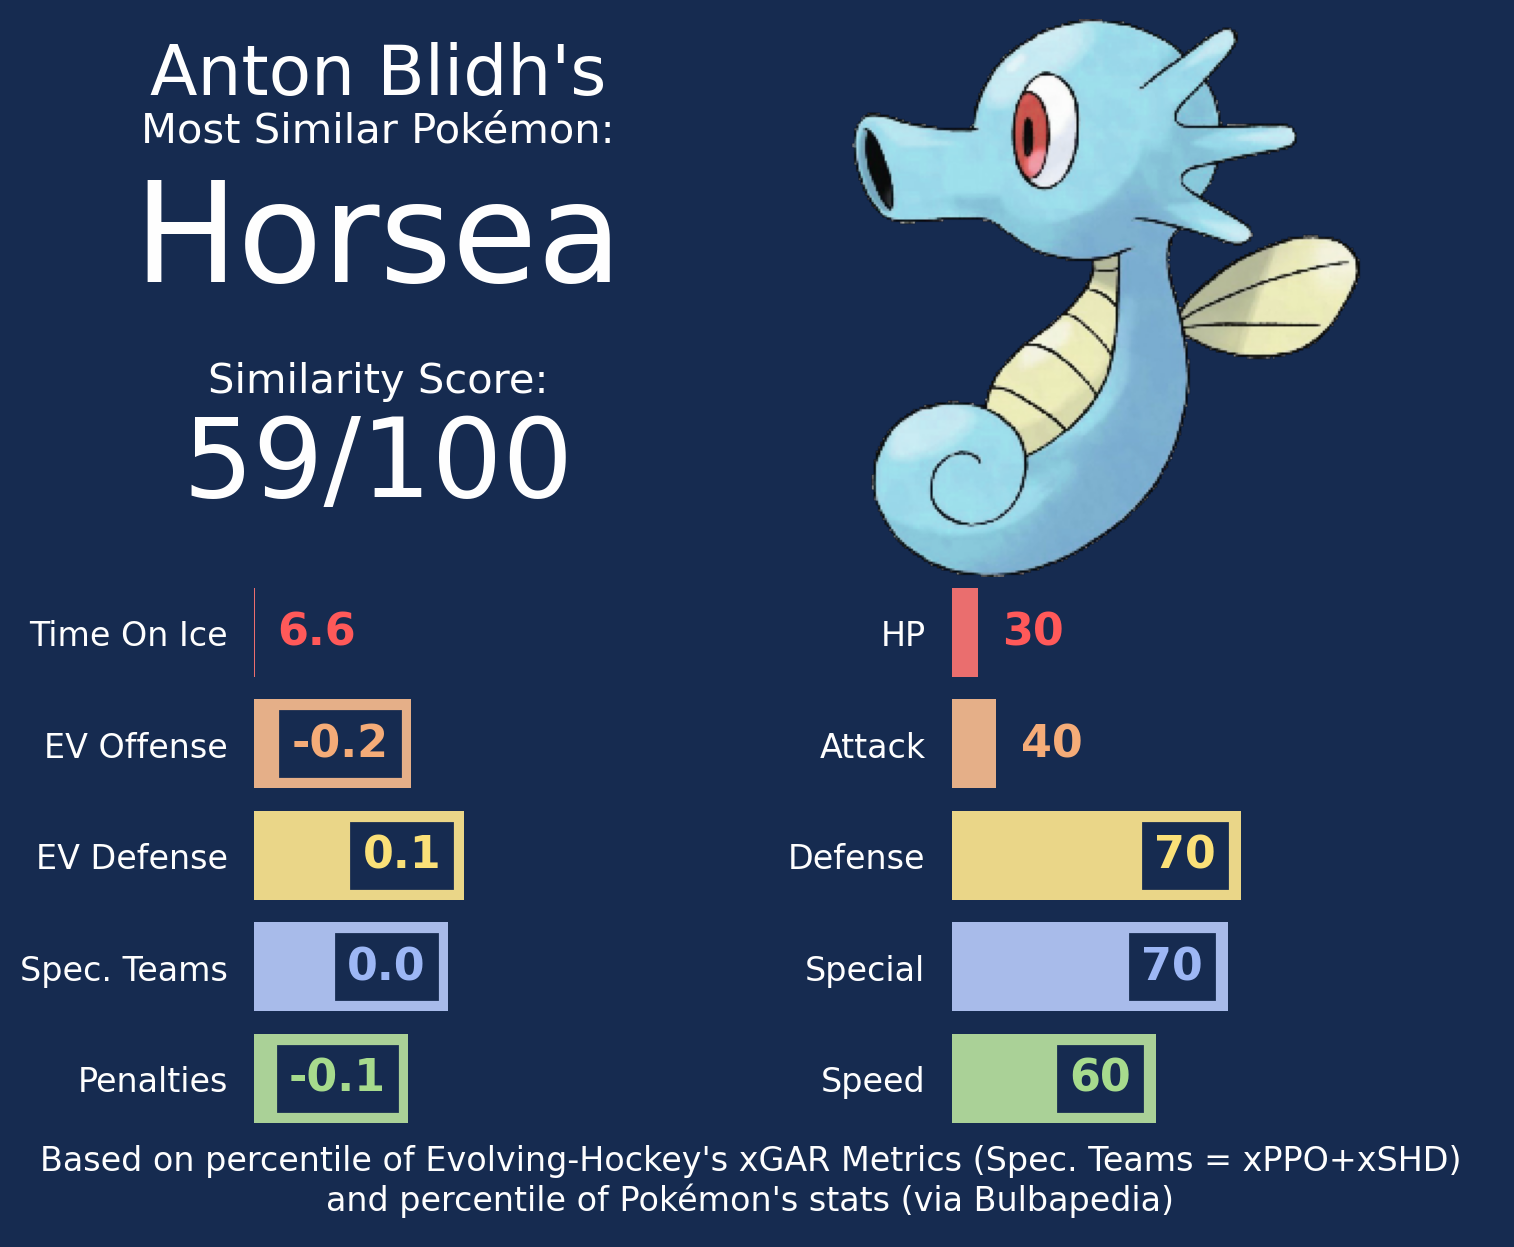 Anton Blidh's
Most Similar Pokémon:
Horsea
Similarity Score:
59/100
Time On Ice 6.6
EV Offense -0.2
EV Defense 0.1
Spec. Teams 0.0
Penalties -0.1
HP 30
Attack 40
Defense 70
Special 70
Speed 60
Based on percentile of Evolving-Hockey's xGAR Metrics (Spec. Teams = xPPO+xSHD)
and percentile of Pokémon's stats (via Bulbapedia)